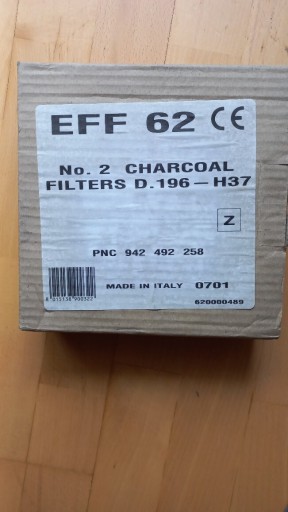 EFF 62 CE
No. 2 CHARCOAL
FILTERS D.196-H37
Z
PNC 942 492 258
MADE IN ITALY 0701
620000489